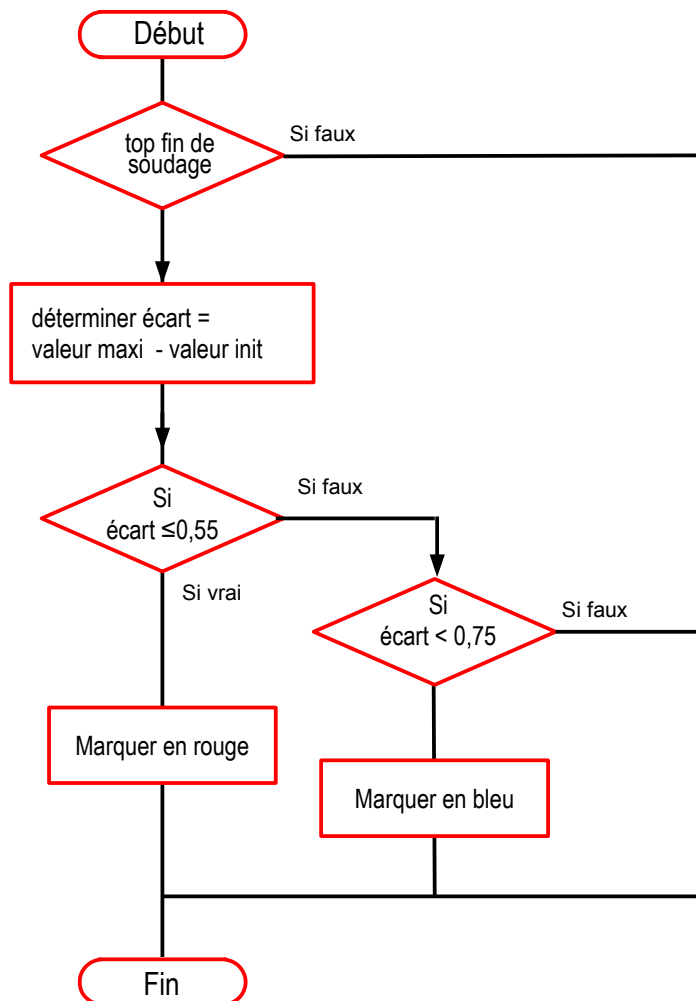 Début
top fin de
soudage
Si faux
déterminer écart =
valeur maxi - valeur init
Si
écart ≤0,55
Si faux
Si vrai
Si
écart < 0,75
Si faux
Marquer en rouge
Marquer en bleu
Fin